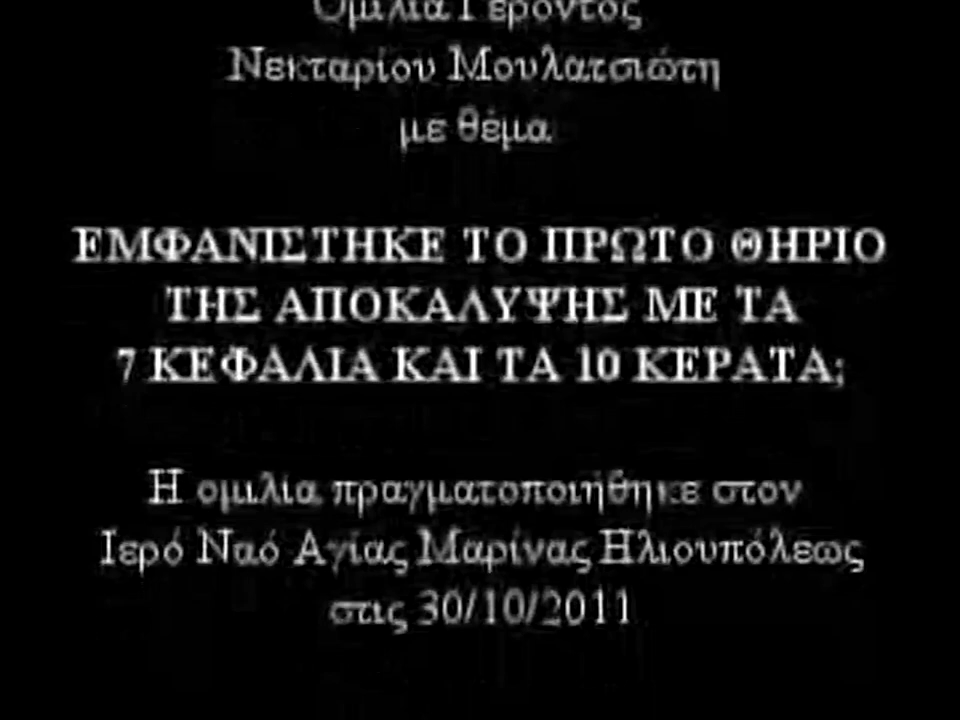 Ομιλία Γέροντος
Νεκταρίου Μουλατσιώτη
με θέμα
ΕΜΦΑΝΙΣΤΗΚΕ ΤΟ ΠΡΩΤΟ ΘΗΡΙΟ
ΤΗΣ ΑΠΟΚΑΛΥΨΗΣ ΜΕ ΤΑ
7 ΚΕΦΑΛΙΑ ΚΑΙ ΤΑ 10 ΚΕΡΑΤΑ;
Η ομιλία πραγματοποιήθηκε στον
Ιερό Ναό Αγίας Μαρίνας Ηλιουπόλεως
στις 30/10/2011